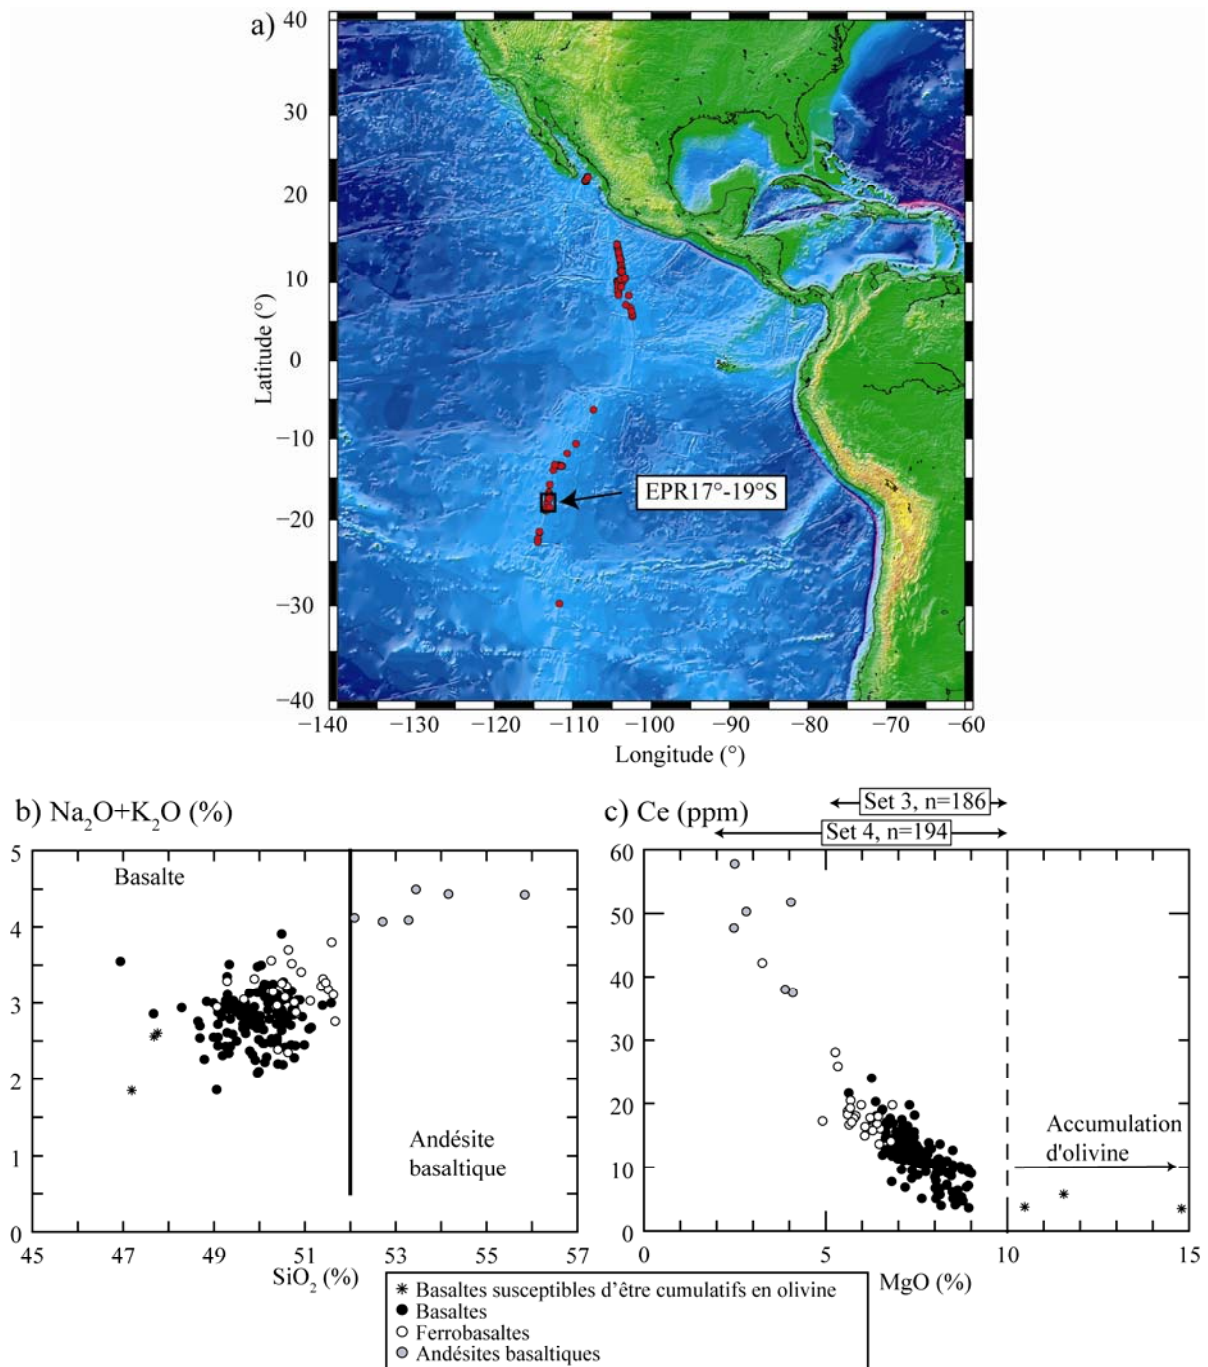 a)
40
30
20
10
0
−10
−20
−30
−40
Latitude (°)
EPR17°-19°S
−140 −130 −120 −110 −100 −90 −80 −70 −60
Longitude (°)
b) Na₂O+K₂O (%)
5
4
3
2
1
0
Basalte
Andésite
basaltique
45 47 49 51 53 55 57
SiO₂ (%)
Set 3, n=186
c) Ce (ppm)
Set 4, n=194
60
50
40
30
20
10
0
Accumulation
d'olivine
0 5 10 15
MgO (%)
Basaltes susceptibles d’être cumulatifs en olivine
Basaltes
Ferrobasaltes
Andésites basaltiques